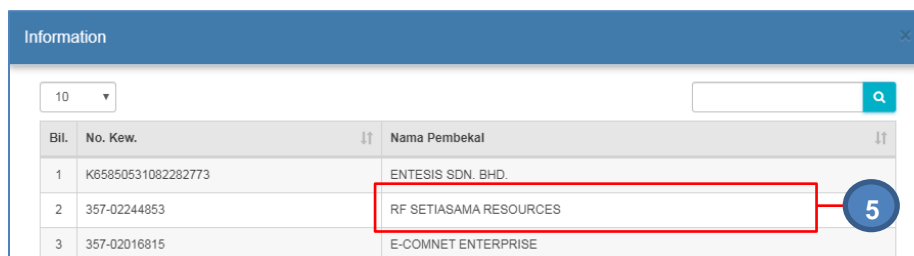 Information ×
10
Bil. No. Kew. Nama Pembekal
1 K65850531082282773 ENTESIS SDN. BHD.
2 357-02244853 RF SETIASAMA RESOURCES 5
3 357-02016815 E-COMNET ENTERPRISE